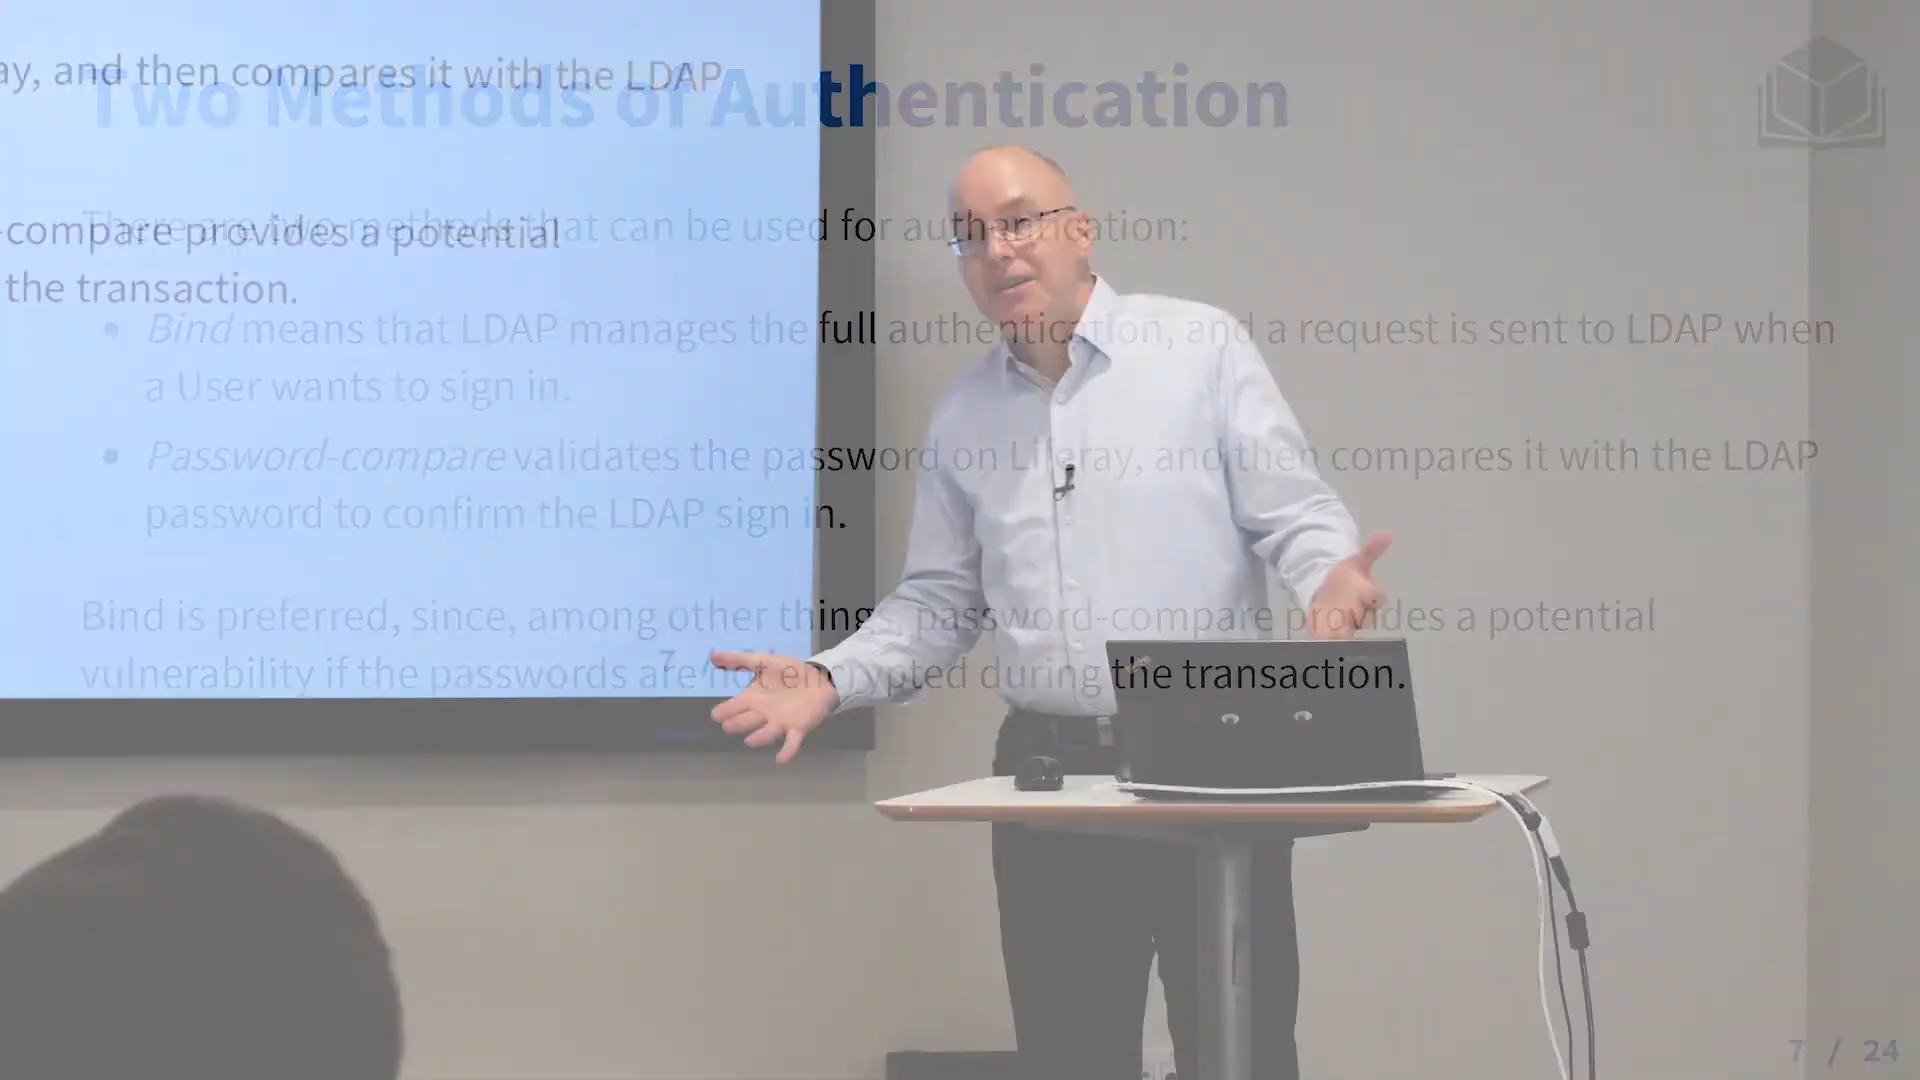 ay, and then compares it with the LDAP
-compare provides a potential
the transaction.
7 / 24
Two Methods of Authentication
There are two methods that can be used for authentication:
Bind means that LDAP manages the full authentication, and a request is sent to LDAP when
a User wants to sign in.
Password-compare validates the password on Liferay, and then compares it with the LDAP
password to confirm the LDAP sign in.
Bind is preferred, since, among other things, password-compare provides a potential
vulnerability if the passwords are not encrypted during the transaction.
7 / 24